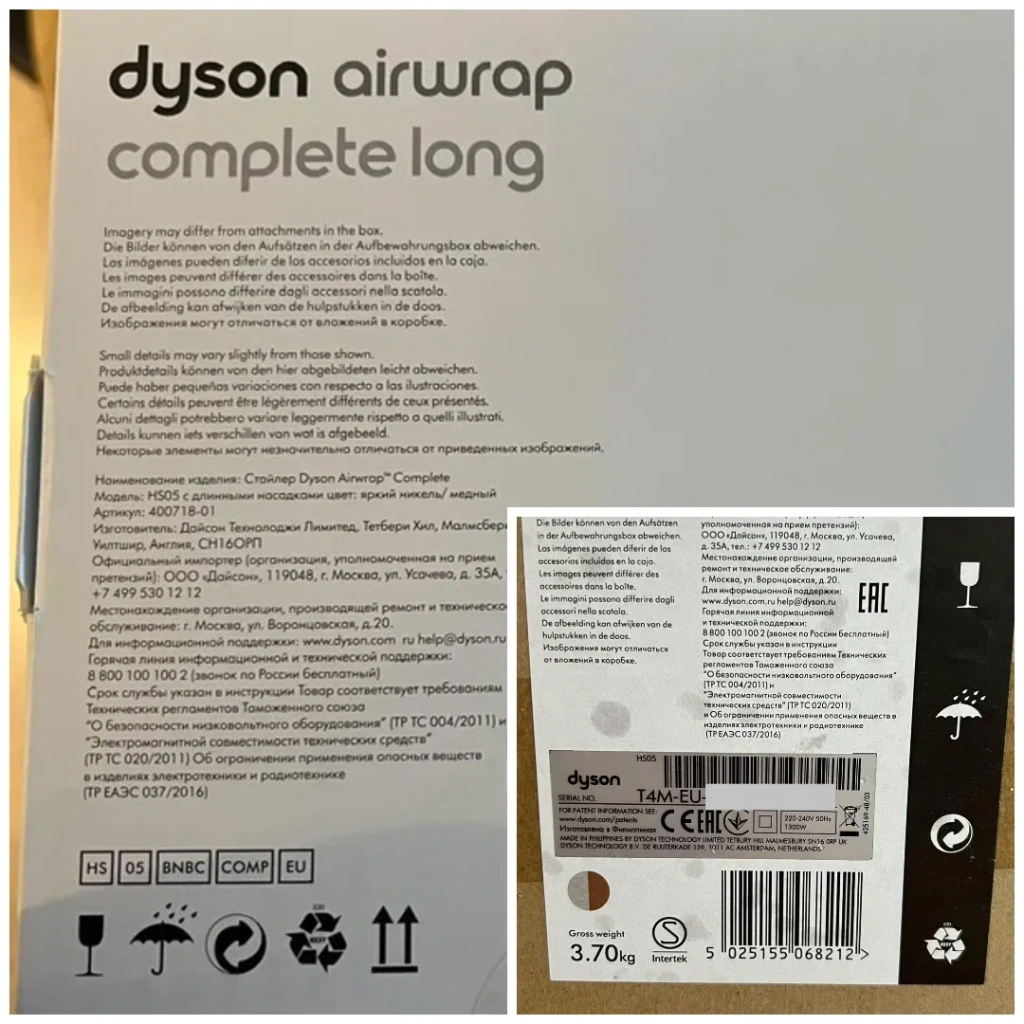 dyson airwrap
complete long
Imagery may differ from attachments in the box.
Die Bilder können von den Aufsätzen in der Aufbewahrungsbox abweichen.
Las imágenes pueden diferir de los accesorios incluidos en la caja.
Les images peuvent différer des accessoires dans la boîte.
Le immagini possono differire dagli accessori nella scatola.
De afbeelding kan afwijken van de hulpstukken in de doos.
Изображения могут отличаться от вложений в коробке.
Small details may vary slightly from those shown.
Produktdetails können von den hier abgebildeten leicht abweichen.
Puede haber pequeñas variaciones con respecto a las ilustraciones.
Certains détails peuvent être légèrement différents de ceux présentés.
Alcuni dettagli potrebbero variare leggermente rispetto a quelli illustrati.
Details kunnen iets verschillen van wat is afgebeeld.
Некоторые элементы могут незначительно отличаться от приведенных изображений.
Наименование изделия: Стайлер Dyson Airwrap™ Complete
Модель: HS05 с длинными насадками цвет: яркий никель/ медный
Артикул: 400718-01
Изготовитель: Дайсон Технолоджи Лимитед, Тетбери Хил, Малмсбери
Уилтшир, Англия, СН16ОРП
Официальный импортер (организация, уполномоченная на прием
претензий): ООО «Дайсон», 119048, г. Москва, ул. Усачева, д. 35А,
+7 499 530 12 12
Местонахождение организации, производящей ремонт и техническо
обслуживание: г. Москва, ул. Воронцовская, д.20.
Для информационной поддержки: www.dyson.com ru help@dyson.ru
Горячая линия информационной и технической поддержки:
8 800 100 100 2 (звонок по России бесплатный)
Срок службы указан в инструкции Товар соответствует требованиям
Технических регламентов Таможенного союза
"О безопасности низковольтного оборудования" (ТР ТС 004/2011) и
"Электромагнитной совместимости технических средств"
(ТР ТС 020/2011) Об ограничении применения опасных веществ
в изделиях электротехники и радиотехнике
(ТР ЕАЭС 037/2016)
HS 05 BNBC COMP EU
Die Bilder können von den Aufsätzen
in der Aufbewahrungsbox abweichen.
Las imágenes pueden diferir de los
accesorios incluidos en la caja.
Les images peuvent différer des
accessoires dans la boîte.
Le immagini possono differire dagli
accessori nella scatola.
De afbeelding kan afwijken van de
hulpstukken in de doos.
Изображения могут отличаться
от вложений в коробке.
уполномоченная на прием претензий):
ООО «Дайсон», 119048, г. Москва, ул. Усачева,
д. 35А, тел.: +7 499 530 12 12
Местонахождение организации, производящей
ремонт и техническое обслуживание:
г. Москва, ул. Воронцовская, д.20.
Для информационной поддержки:
www.dyson.com.ru help@dyson.ru
Горячая линия информационной
и технической поддержки:
8 800 100 100 2 (звонок по России бесплатный)
Срок службы указан в инструкции
Товар соответствует требованиям Технических
регламентов Таможенного союза
"О безопасности низковольтного оборудования"
(ТР ТС 004/2011) и
"Электромагнитной совместимости
технических средств" (ТР ТС 020/2011)
и Об ограничении применения опасных веществ в
изделиях электротехники и радиотехнике
(ТР ЕАЭС 037/2016)
EAC
HS05
dyson
SERIAL NO. T4M-EU-
FOR PATENT INFORMATION SEE:
www.dyson.com/patents
Изготовлено в Филиппинах
CE EAC
220-240V 50Hz
1300W
425169-48/03
MADE IN PHILIPPINES BY DYSON TECHNOLOGY LIMITED TETBURY HILL MALMESBURY SN16 0RP UK
DYSON TECHNOLOGY B.V. DE RUIJTERKADE 139, 1011 AC AMSTERDAM, NETHERLANDS
Gross weight
3.70kg
S
Intertek
5 025155 068212 >